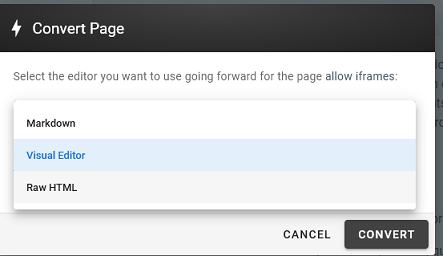 Convert Page
Select the editor you want to use going forward for the page allow iframes:
Markdown
Visual Editor
Raw HTML
CANCEL
CONVERT